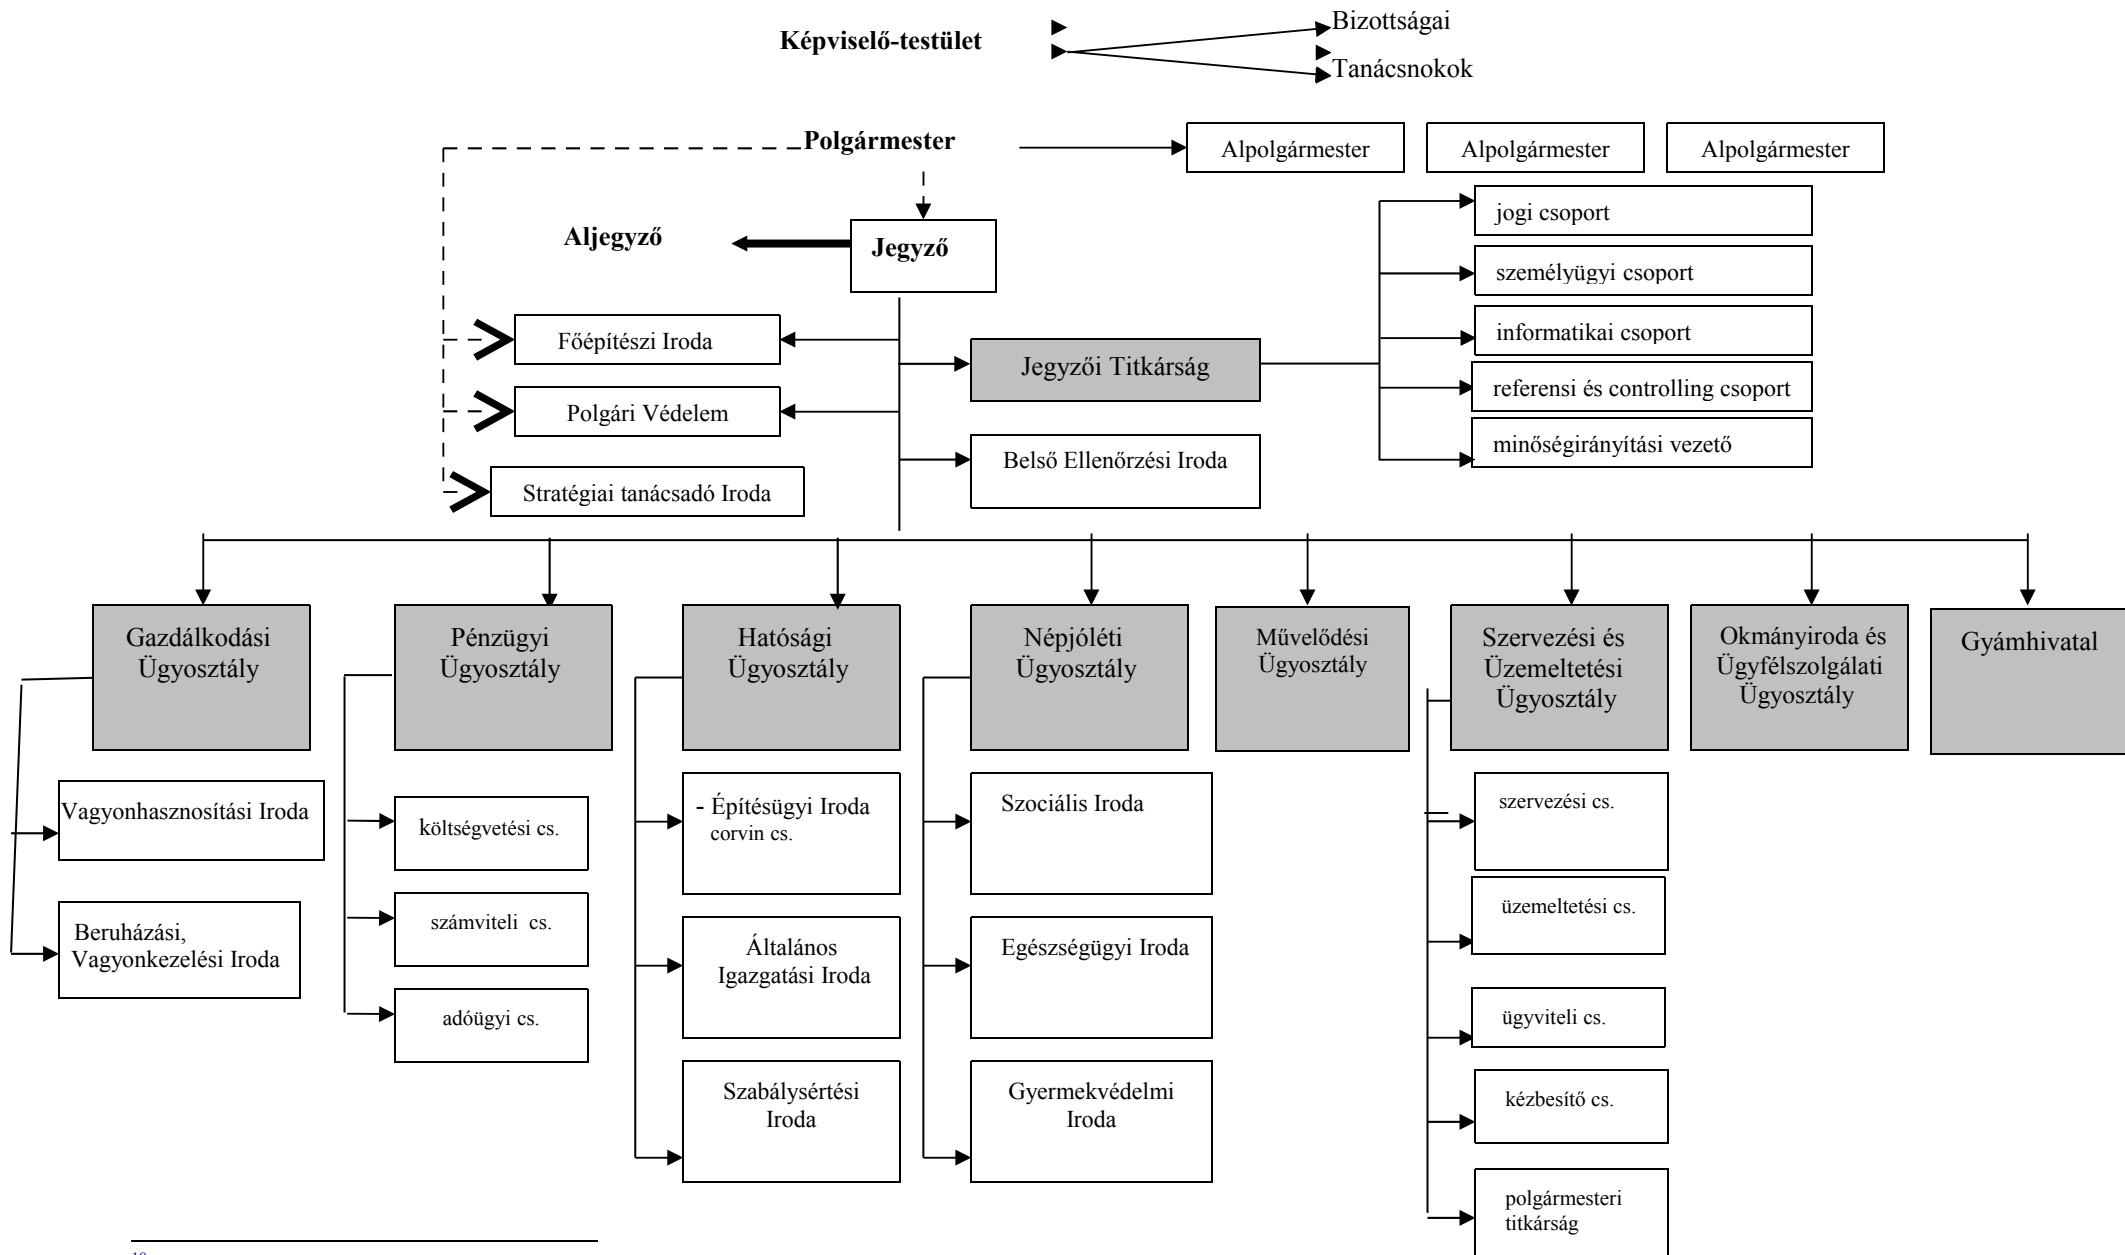 Bizottságai
Képviselő-testület
Tanácsnokok
Polgármester
Alpolgármester
Alpolgármester
Alpolgármester
jogi csoport
Aljegyző
Jegyző
személyügyi csoport
Főépítészi Iroda
informatikai csoport
Jegyzői Titkárság
referensi és controlling csoport
Polgári Védelem
minőségirányítási vezető
Belső Ellenőrzési Iroda
Stratégiai tanácsadó Iroda
Gazdálkodási
Ügyosztály
Pénzügyi
Ügyosztály
Hatósági
Ügyosztály
Népjóléti
Ügyosztály
Művelődési
Ügyosztály
Szervezési és
Üzemeltetési
Ügyosztály
Okmányiroda és
Ügyfélszolgálati
Ügyosztály
Gyámhivatal
Vagyonhasznosítási Iroda
Beruházási,
Vagyonkezelési Iroda
költségvetési cs.
számviteli cs.
adóügyi cs.
- Építésügyi Iroda
corvin cs.
Általános
Igazgatási Iroda
Szabálysértési
Iroda
Szociális Iroda
Egészségügyi Iroda
Gyermekvédelmi
Iroda
szervezési cs.
üzemeltetési cs.
ügyviteli cs.
kézbesítő cs.
polgármesteri
titkárság